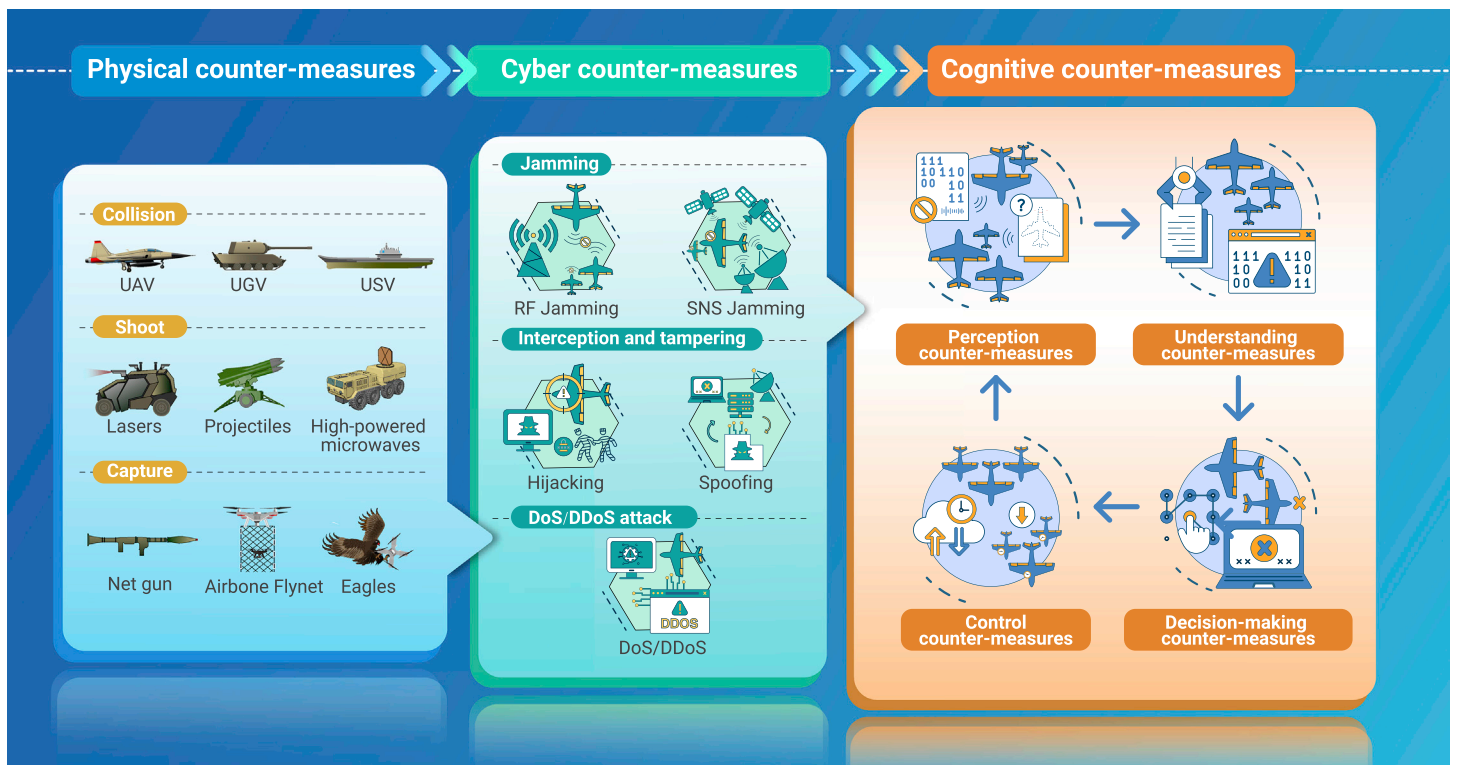 Physical counter-measures
Cyber counter-measures
Cognitive counter-measures
Collision
UAV
UGV
USV
Shoot
Lasers
Projectiles
High-powered
microwaves
Capture
Net gun
Airbone Flynet
Eagles
Jamming
RF Jamming
SNS Jamming
Interception and tampering
Hijacking
Spoofing
DoS/DDoS attack
DDOS
DoS/DDoS
111
10 110
00 10
11
?
Perception
counter-measures
111 110
10 10
00 11
Understanding
counter-measures
Control
counter-measures
Decision-making
counter-measures